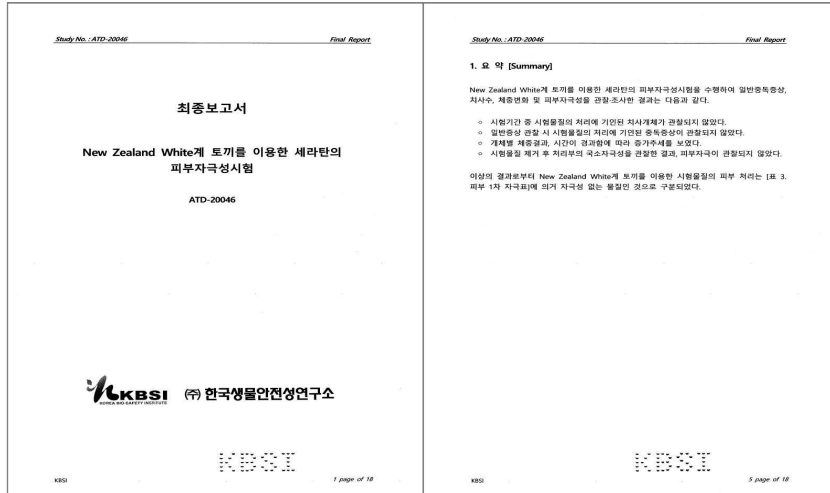 Study No. : ATD-20046
Final Report
최종보고서
New Zealand White계 토끼를 이용한 세라탄의
피부자극성시험
ATD-20046
KBSI
KOREA BIO-SAFETY INSTITUTE
㈜ 한국생물안전성연구소
KBSI
KBSI
1 page of 18
Study No. : ATD-20046
Final Report
1. 요 약 [Summary]
New Zealand White계 토끼를 이용한 세라탄의 피부자극성시험을 수행하여 일반중독증상,
치사수, 체중변화 및 피부자극성을 관찰·조사한 결과는 다음과 같다.
○ 시험기간 중 시험물질의 처리에 기인된 치사개체가 관찰되지 않았다.
○ 일반증상 관찰 시 시험물질의 처리에 기인된 중독증상이 관찰되지 않았다.
○ 개체별 체중결과, 시간이 경과함에 따라 증가추세를 보였다.
○ 시험물질 제거 후 처리부의 국소자극성을 관찰한 결과, 피부자극이 관찰되지 않았다.
이상의 결과로부터 New Zealand White계 토끼를 이용한 시험물질의 피부 처리는 [표 3.
피부 1차 자극표]에 의거 자극성 없는 물질인 것으로 구분되었다.
KBSI
KBSI
5 page of 18